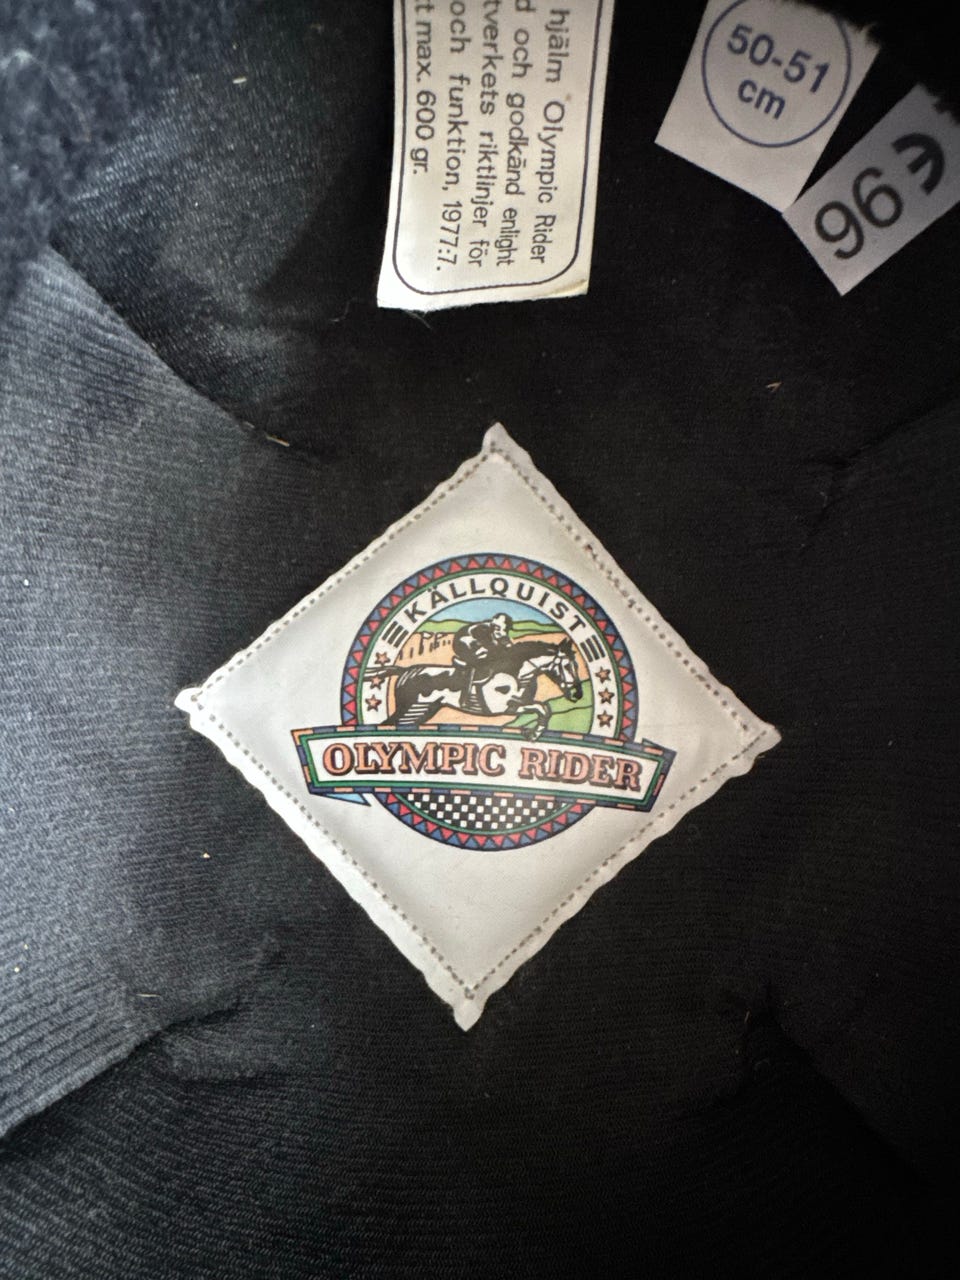 hjälm Olympic Rider
d och godkänd enlight
tverkets riktlinjer för
och funktion, 1977:7.
t max. 600 gr.
50-51
cm
E 96
KÄLLQUIST
OLYMPIC RIDER